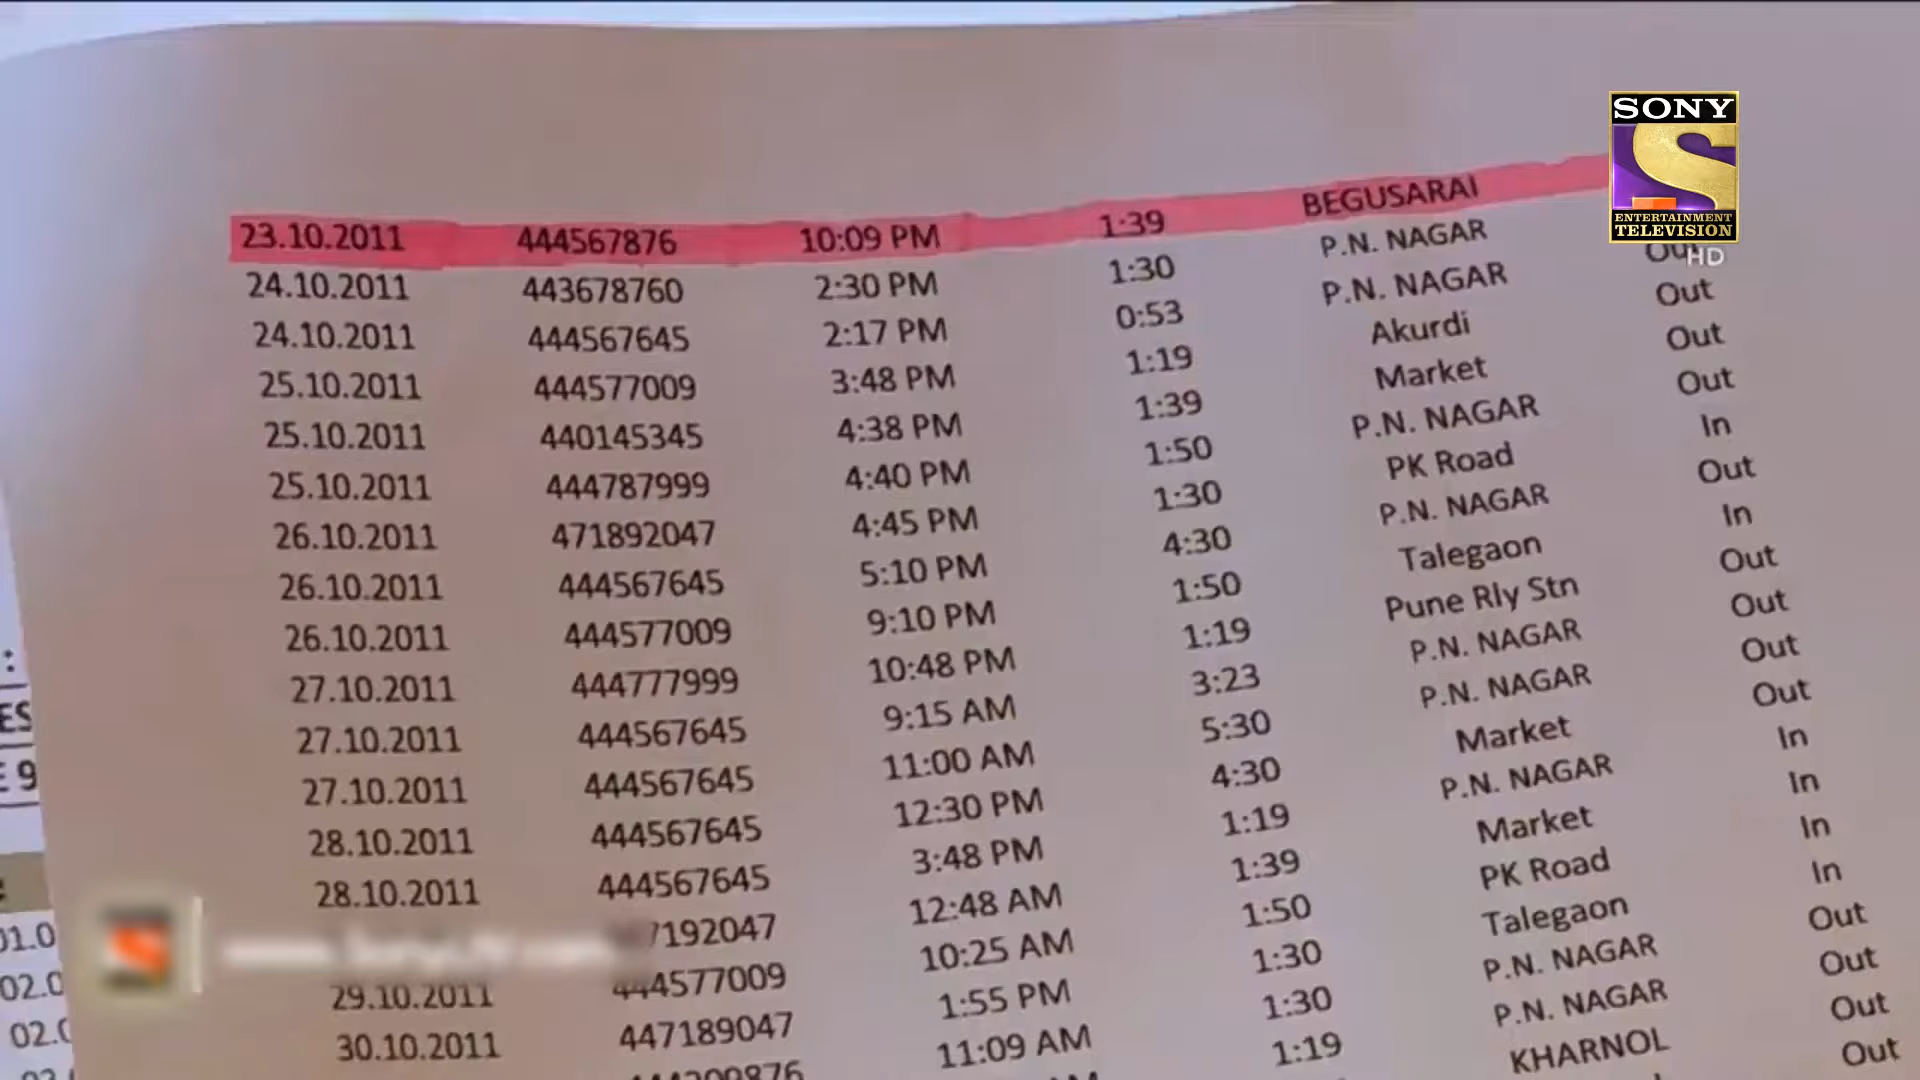 SONY
ENTERTAINMENT
TELEVISION
HD
23.10.2011 444567876 10:09 PM 1:39 BEGUSARAI
24.10.2011 443678760 2:30 PM 1:30 P.N. NAGAR
24.10.2011 444567645 2:17 PM 0:53 P.N. NAGAR Out
25.10.2011 444577009 3:48 PM 1:19 Akurdi Out
25.10.2011 440145345 4:38 PM 1:39 Market Out
25.10.2011 444787999 4:40 PM 1:50 P.N. NAGAR Out
26.10.2011 471892047 4:45 PM 1:30 PK Road In
26.10.2011 444567645 5:10 PM 4:30 P.N. NAGAR Out
26.10.2011 444577009 9:10 PM 1:50 Talegaon In
27.10.2011 444777999 10:48 PM 1:19 Pune Rly Stn Out
27.10.2011 444567645 9:15 AM 3:23 P.N. NAGAR Out
27.10.2011 444567645 11:00 AM 5:30 P.N. NAGAR Out
28.10.2011 444567645 12:30 PM 4:30 Market Out
28.10.2011 444567645 3:48 PM 1:19 P.N. NAGAR In
7192047 12:48 AM 1:39 Market In
29.10.2011 444577009 10:25 AM 1:50 PK Road In
30.10.2011 447189047 1:55 PM 1:30 Talegaon In
11:09 AM 1:30 P.N. NAGAR Out
1:19 P.N. NAGAR Out
KHARNOL Out
Out